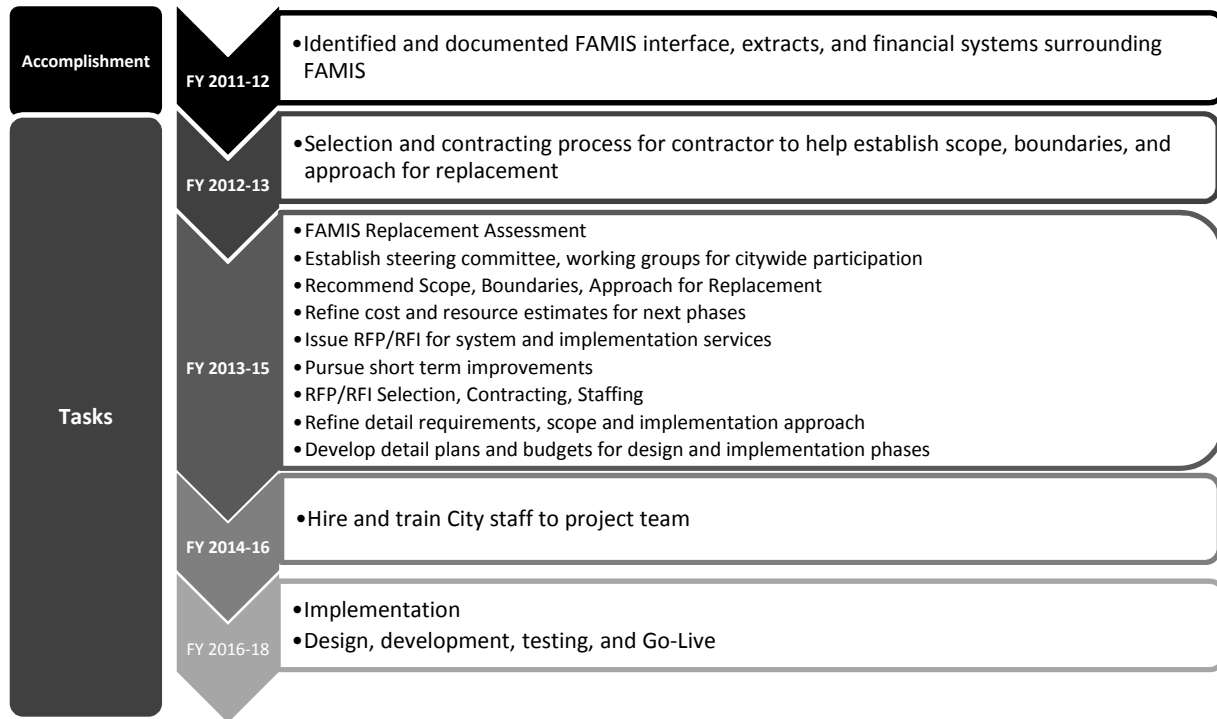 Accomplishment
FY 2011-12
•Identified and documented FAMIS interface, extracts, and financial systems surrounding
FAMIS
Tasks
FY 2012-13
•Selection and contracting process for contractor to help establish scope, boundaries, and
approach for replacement
FY 2013-15
•FAMIS Replacement Assessment
•Establish steering committee, working groups for citywide participation
•Recommend Scope, Boundaries, Approach for Replacement
•Refine cost and resource estimates for next phases
•Issue RFP/RFI for system and implementation services
•Pursue short term improvements
•RFP/RFI Selection, Contracting, Staffing
•Refine detail requirements, scope and implementation approach
•Develop detail plans and budgets for design and implementation phases
FY 2014-16
•Hire and train City staff to project team
FY 2016-18
•Implementation
•Design, development, testing, and Go-Live